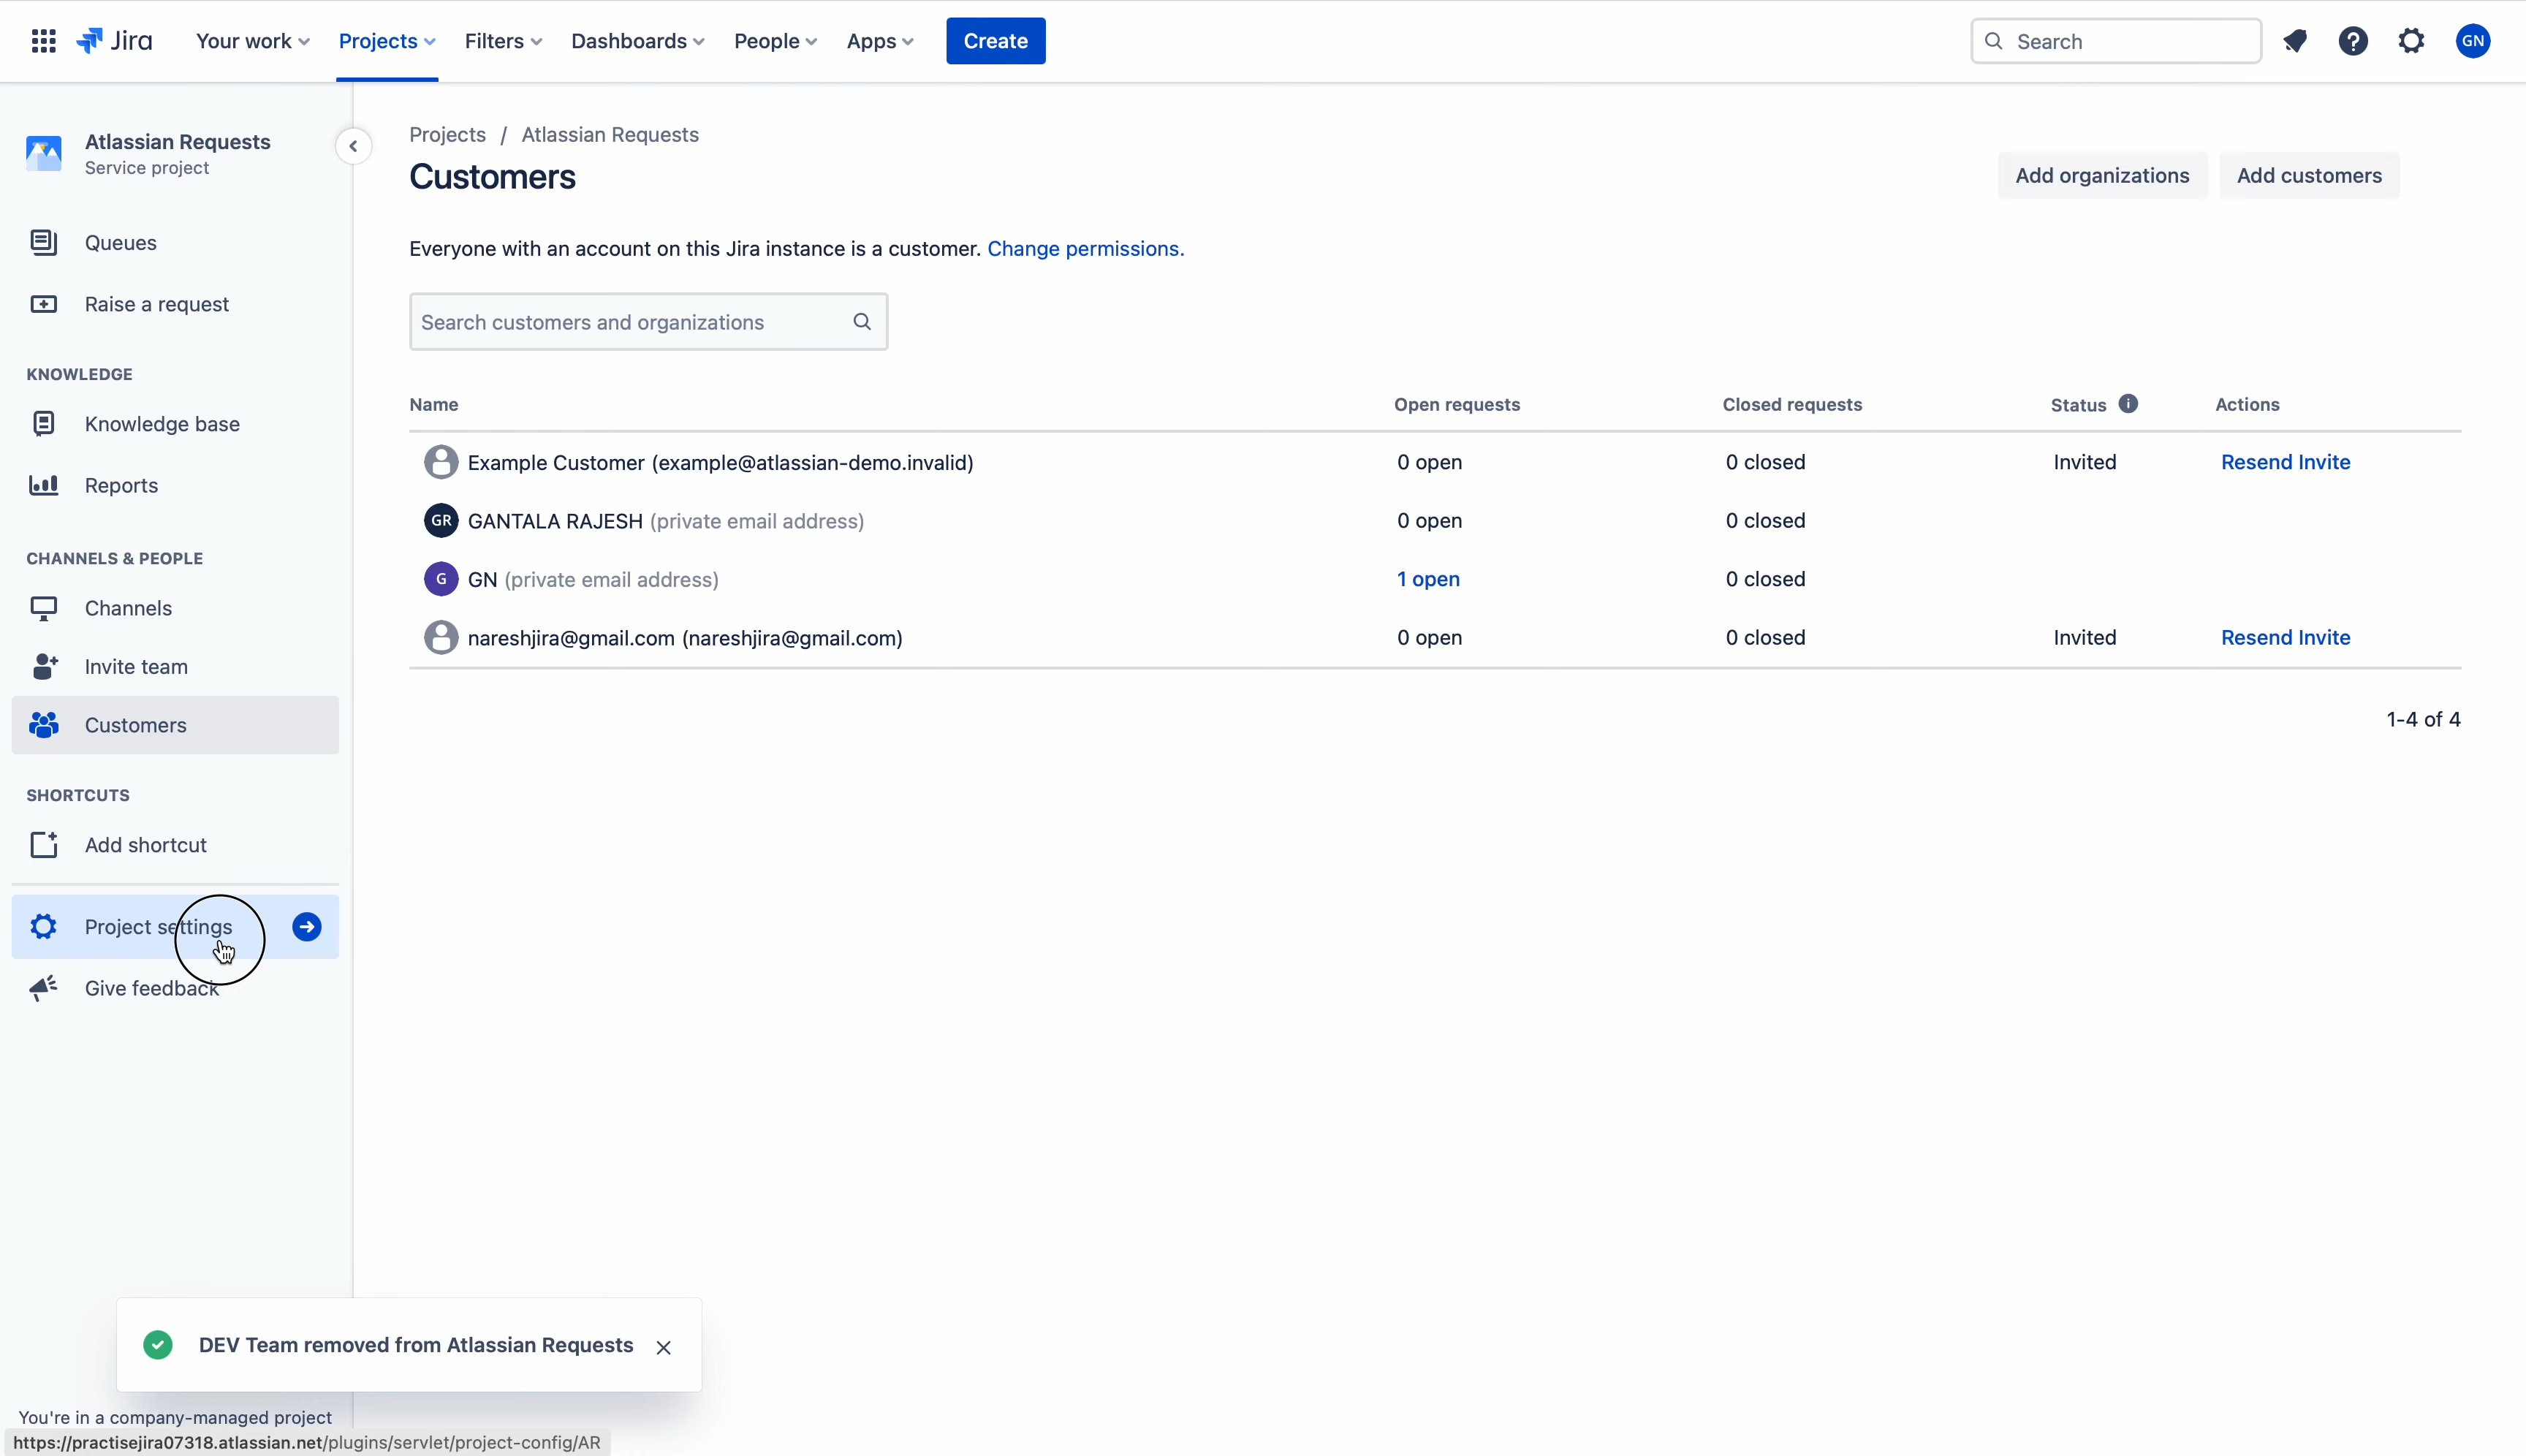 Jira Your work Projects Filters Dashboards People Apps Create Search GN
Atlassian Requests
Service project
Queues
Raise a request
KNOWLEDGE
Knowledge base
Reports
CHANNELS & PEOPLE
Channels
Invite team
Customers
SHORTCUTS
Add shortcut
Project settings
Give feedback
Projects / Atlassian Requests
Customers
Add organizations Add customers
Everyone with an account on this Jira instance is a customer. Change permissions.
Search customers and organizations
Name Open requests Closed requests Status Actions
Example Customer (example@atlassian-demo.invalid) 0 open 0 closed Invited Resend Invite
GR GANTALA RAJESH (private email address) 0 open 0 closed
G GN (private email address) 1 open 0 closed
nareshjira@gmail.com (nareshjira@gmail.com) 0 open 0 closed Invited Resend Invite
1-4 of 4
DEV Team removed from Atlassian Requests
You're in a company-managed project
https://practisejira07318.atlassian.net/plugins/servlet/project-config/AR